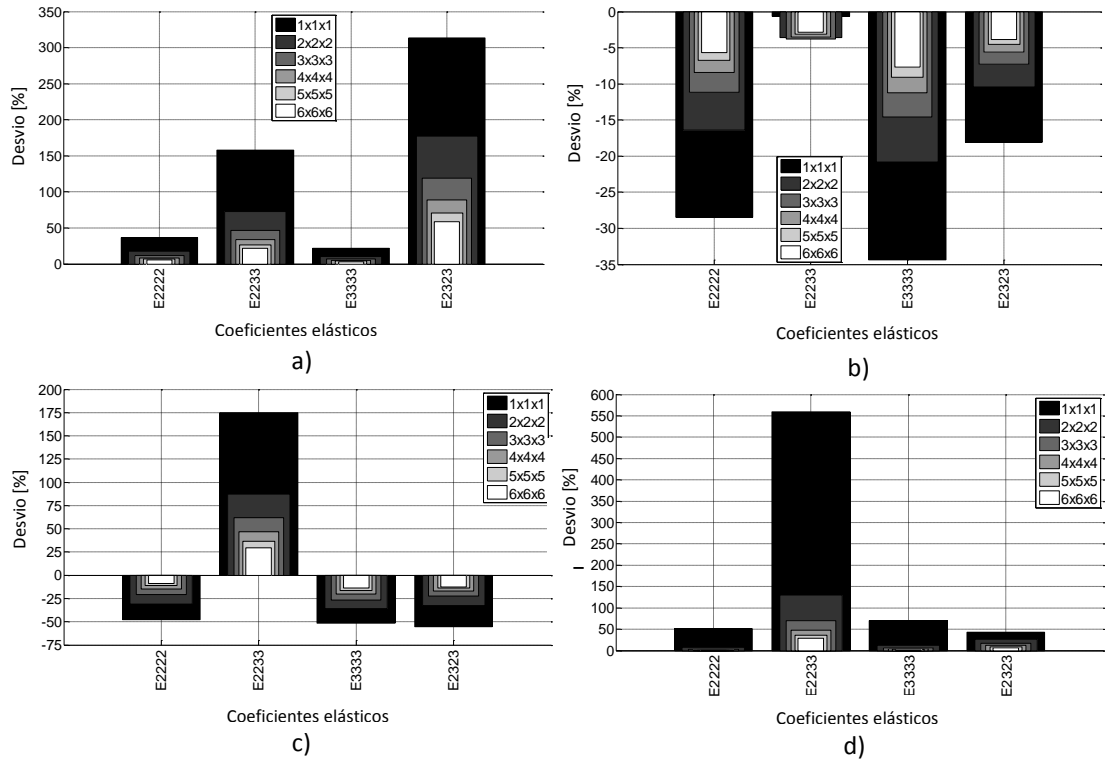 350
300
250
200
150
100
50
0
Desvio [%]
1x1x1
2x2x2
3x3x3
4x4x4
5x5x5
6x6x6
E2222
E2233
E3333
E2323
Coeficientes elásticos
a)
0
-5
-10
-15
-20
-25
-30
-35
Desvio [%]
1x1x1
2x2x2
3x3x3
4x4x4
5x5x5
6x6x6
E2222
E2233
E3333
E2323
Coeficientes elásticos
b)
200
175
150
125
100
75
50
25
0
-25
-50
-75
Desvio [%]
1x1x1
2x2x2
3x3x3
4x4x4
5x5x5
6x6x6
E2222
E2233
E3333
E2323
Coeficientes elásticos
c)
600
550
500
450
400
350
300
250
200
150
100
50
0
Desvio [%]
1x1x1
2x2x2
3x3x3
4x4x4
5x5x5
6x6x6
E2222
E2233
E3333
E2323
Coeficientes elásticos
d)